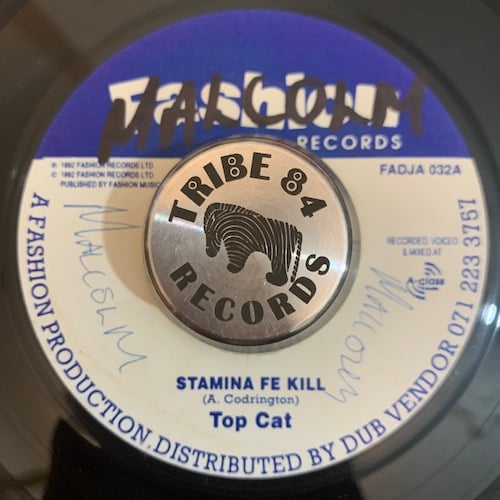 Fashion
MALCOLM
RECORDS
℗ 1992 FASHION RECORDS LTD
© 1992 FASHION RECORDS LTD
PUBLISHED BY FASHION MUSIC
FADJA 032A
TRIBE 84
RECORDS
MALCOLM
RECORDED, VOICED
& MIXED AT
A-class
MALCOLM
STAMINA FE KILL
(A. Codrington)
Top Cat
A FASHION PRODUCTION. DISTRIBUTED BY DUB VENDOR 071 223 3757